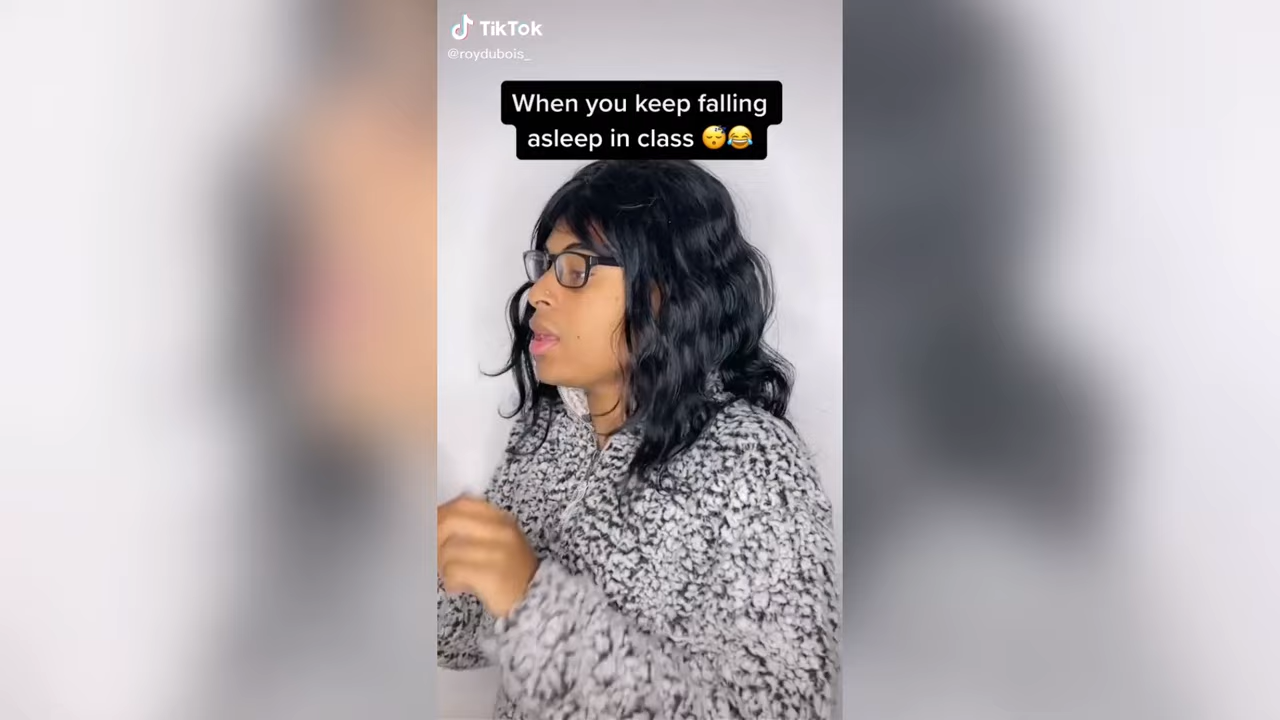 TikTok
@roydubois_
When you keep falling
asleep in class 😴😂